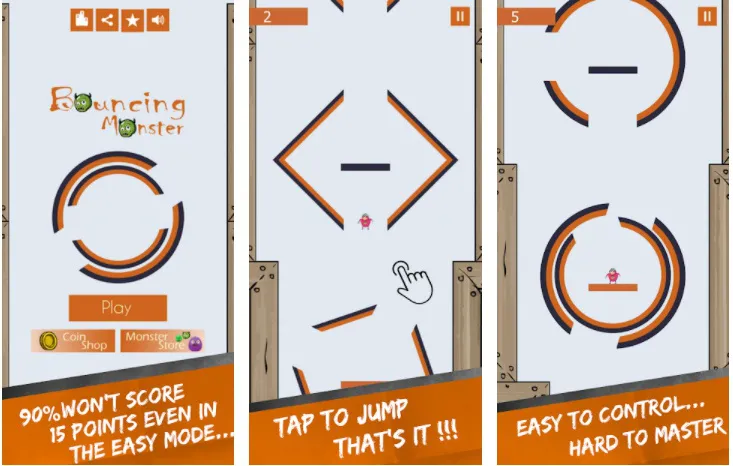 Bouncing
Monster
Play
Coin
Shop
Monster
Store
90% WON'T SCORE
15 POINTS EVEN IN
THE EASY MODE...
2
TAP TO JUMP
THAT'S IT !!!
5
EASY TO CONTROL...
HARD TO MASTER